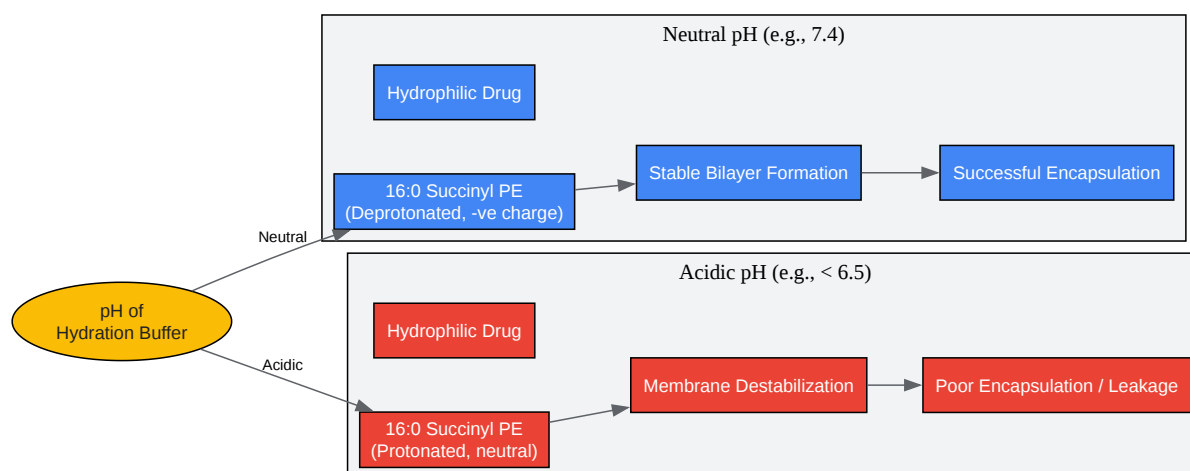 Neutral pH (e.g., 7.4)
Hydrophilic Drug
16:0 Succinyl PE
(Deprotonated, -ve charge)
Stable Bilayer Formation
Successful Encapsulation
Neutral
pH of
Hydration Buffer
Acidic
Acidic pH (e.g., < 6.5)
Hydrophilic Drug
16:0 Succinyl PE
(Protonated, neutral)
Membrane Destabilization
Poor Encapsulation / Leakage